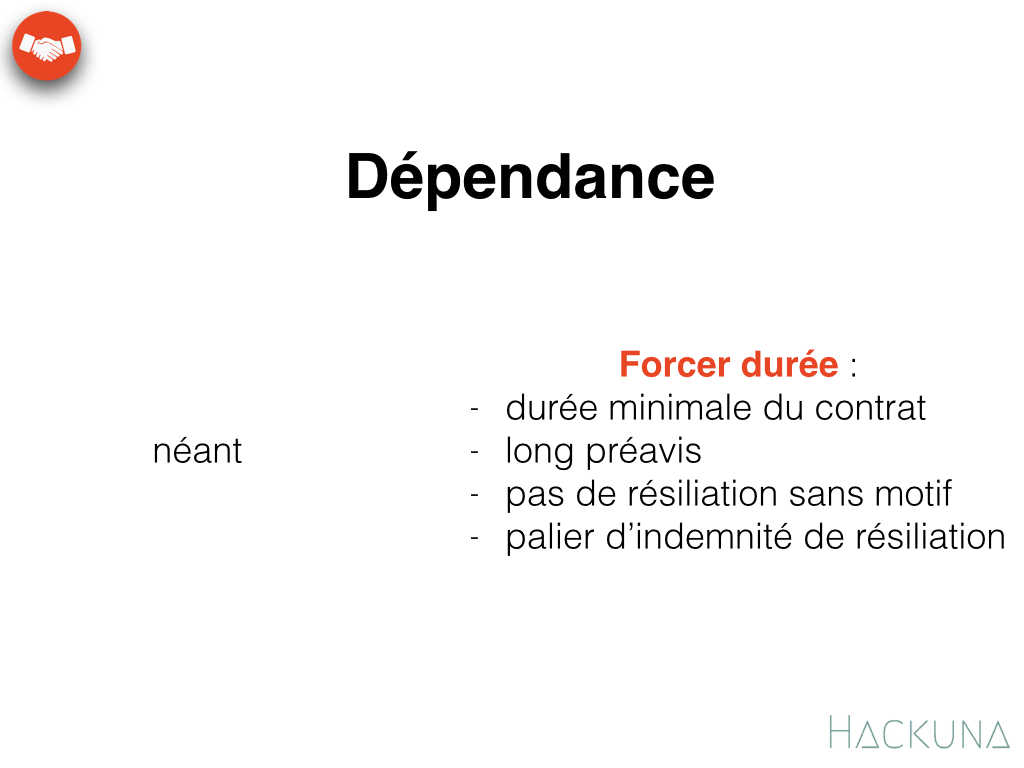 Dépendance
néant
Forcer durée :
- durée minimale du contrat
- long préavis
- pas de résiliation sans motif
- palier d’indemnité de résiliation
HACKUNA